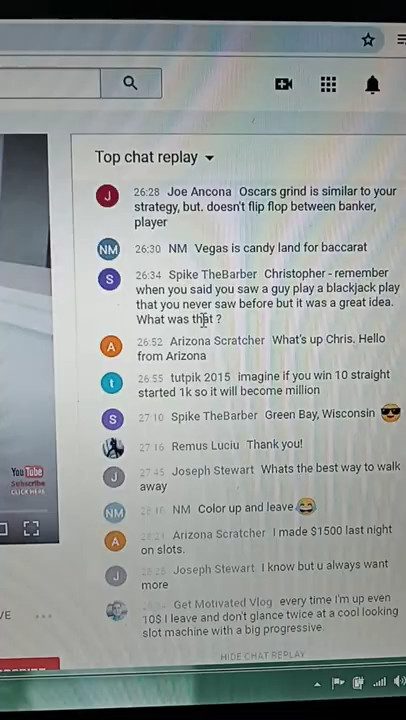 Top chat replay
J 26:28 Joe Ancona Oscars grind is similar to your
strategy, but. doesn't flip flop between banker,
player
NM 26:30 NM Vegas is candy land for baccarat
S 26:34 Spike TheBarber Christopher - remember
when you said you saw a guy play a blackjack play
that you never saw before but it was a great idea.
What was that ?
A 26:52 Arizona Scratcher What's up Chris. Hello
from Arizona
t 26:55 tutpik 2015 imagine if you win 10 straight
started 1k so it will become million
S 27:10 Spike TheBarber Green Bay, Wisconsin 😎
27:16 Remus Luciu Thank you!
J 27:45 Joseph Stewart Whats the best way to walk
away
You Tube
Subscribe
CLICK HERE
NM 28:16 NM Color up and leave 😂
A Arizona Scratcher I made $1500 last night
on slots.
J Joseph Stewart I know but u always want
more
Get Motivated Vlog every time I'm up even
10$ I leave and don't glance twice at a cool looking
slot machine with a big progressive.
HIDE CHAT REPLAY